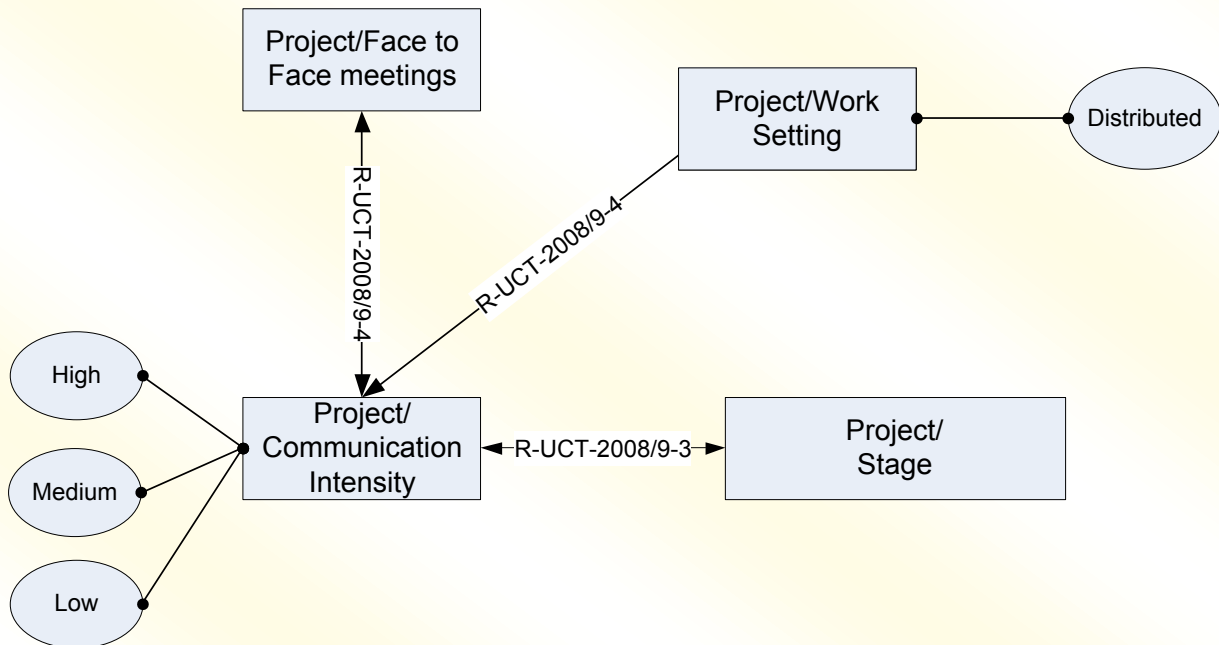 Project/Face to
Face meetings
Project/Work
Setting
Distributed
R-UCT-2008/9-4
R-UCT-2008/9-4
High
Medium
Low
Project/
Communication
Intensity
R-UCT-2008/9-3
Project/
Stage